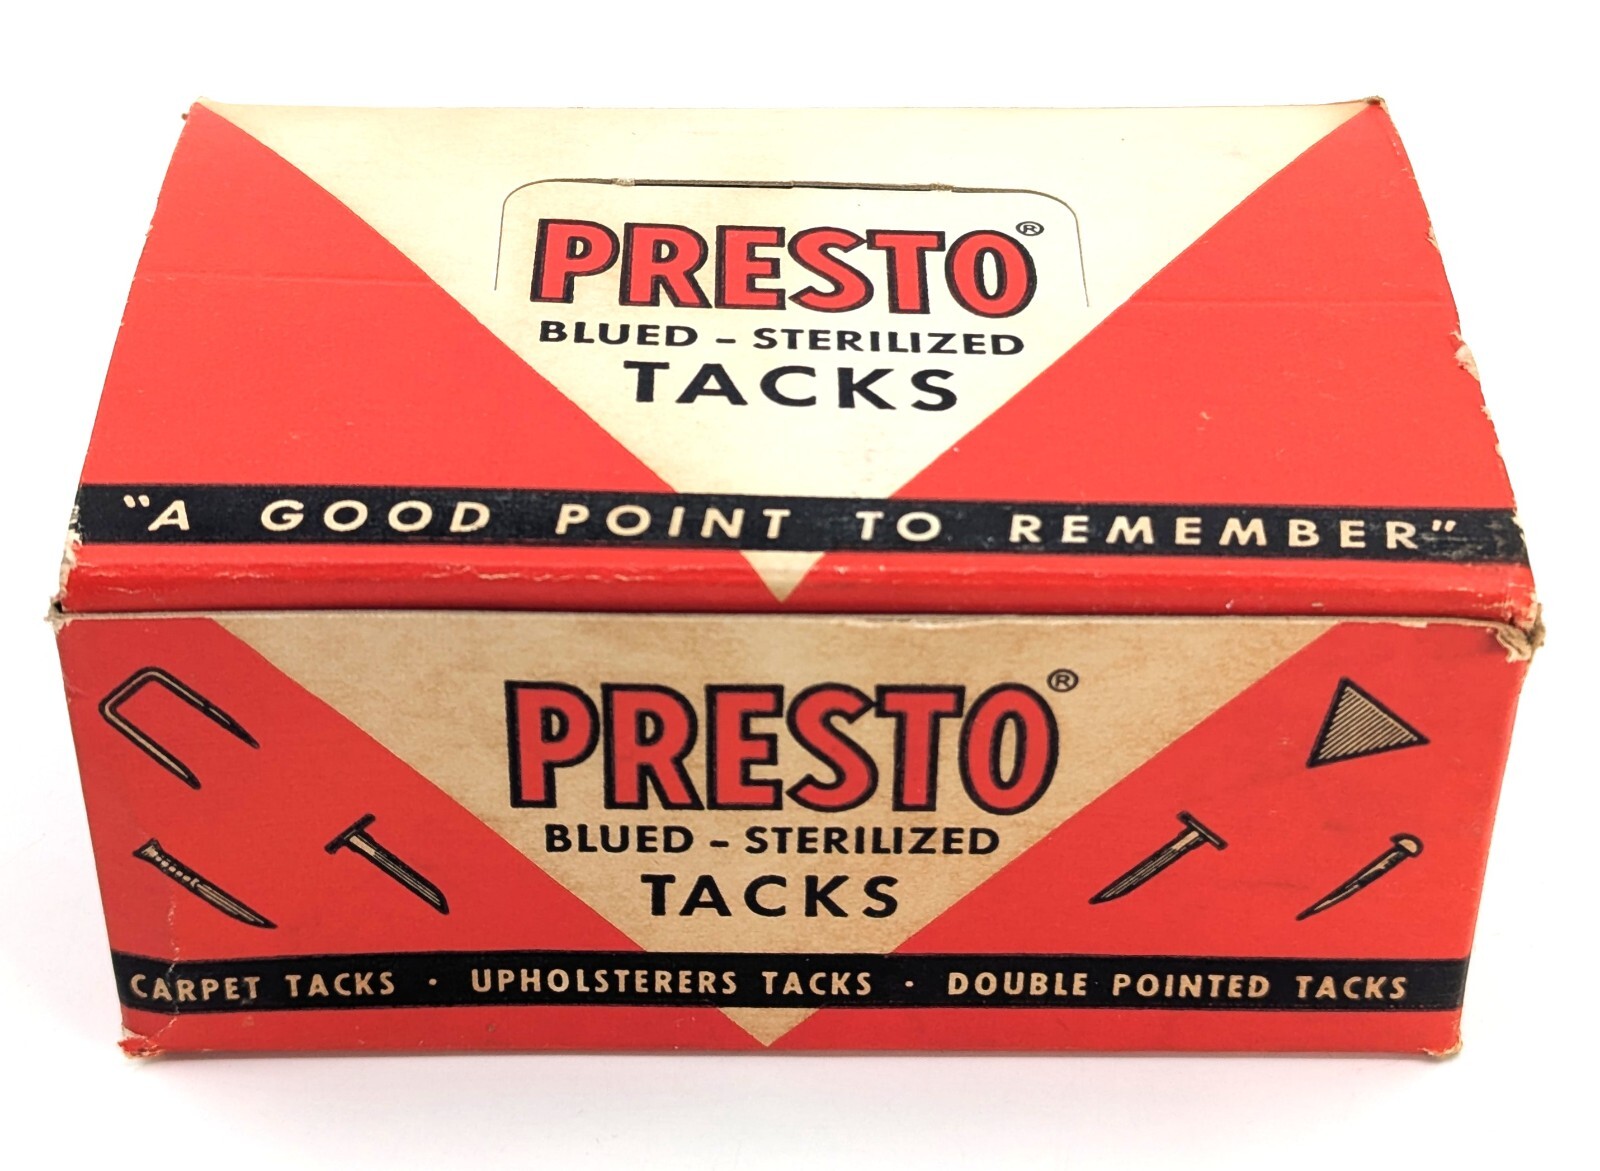 PRESTO®
BLUED - STERILIZED
TACKS
"A GOOD POINT TO REMEMBER"
PRESTO®
BLUED - STERILIZED
TACKS
CARPET TACKS · UPHOLSTERERS TACKS · DOUBLE POINTED TACKS